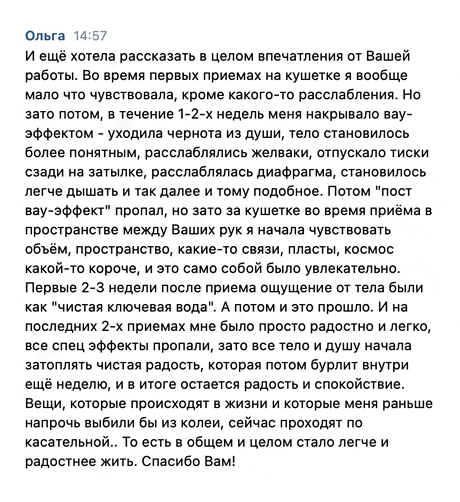 Ольга 14:57
И ещё хотела рассказать в целом впечатления от Вашей
работы. Во время первых приемах на кушетке я вообще
мало что чувствовала, кроме какого-то расслабления. Но
зато потом, в течение 1-2-х недель меня накрывало вау-
эффектом - уходила чернота из души, тело становилось
более понятным, расслаблялись желваки, отпускало тиски
сзади на затылке, расслаблялась диафрагма, становилось
легче дышать и так далее и тому подобное. Потом "пост
вау-эффект" пропал, но зато за кушетке во время приёма в
пространстве между Ваших рук я начала чувствовать
объём, пространство, какие-то связи, пласты, космос
какой-то короче, и это само собой было увлекательно.
Первые 2-3 недели после приема ощущение от тела были
как "чистая ключевая вода". А потом и это прошло. И на
последних 2-х приемах мне было просто радостно и легко,
все спец эффекты пропали, зато все тело и душу начала
затоплять чистая радость, которая потом бурлит внутри
ещё неделю, и в итоге остается радость и спокойствие.
Вещи, которые происходят в жизни и которые меня раньше
напрочь выбили бы из колеи, сейчас проходят по
касательной.. То есть в общем и целом стало легче и
радостнее жить. Спасибо Вам!